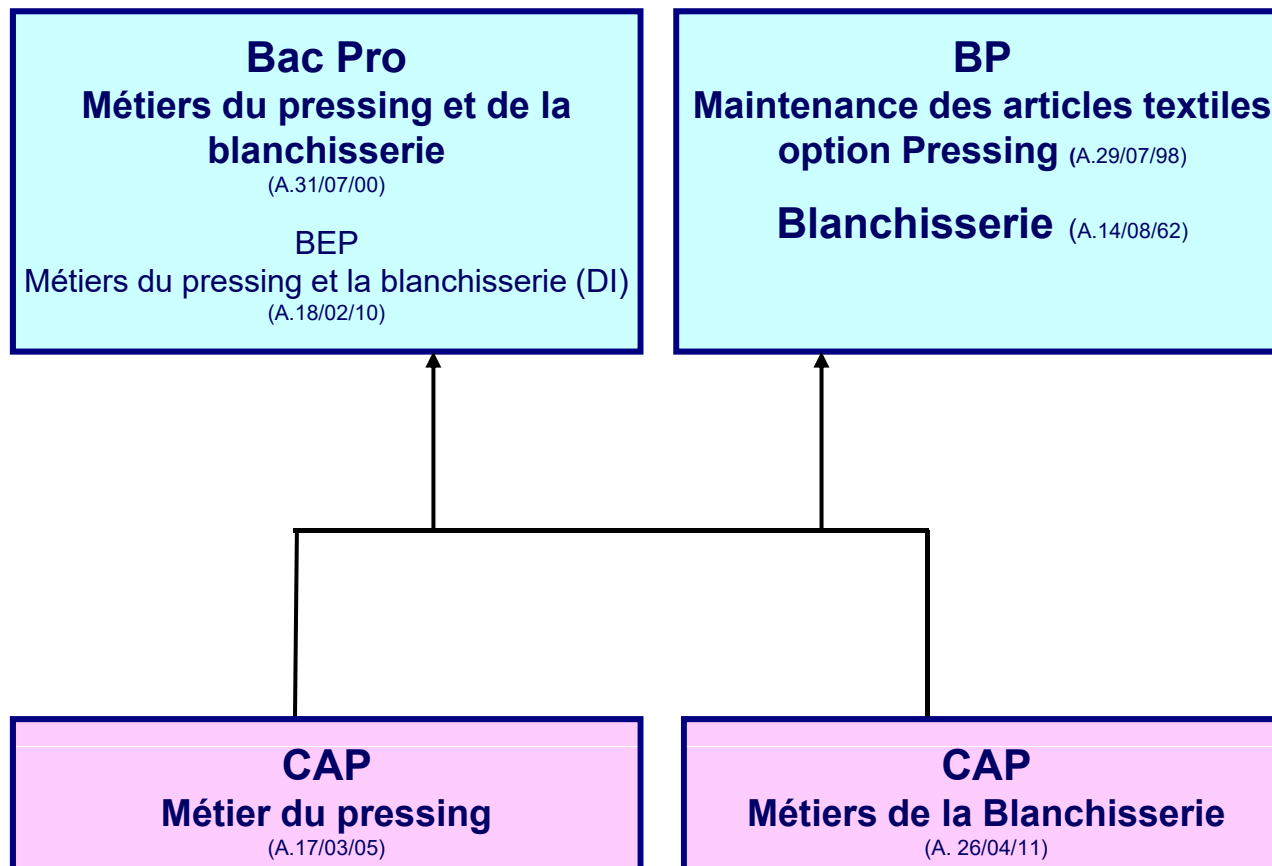 Bac Pro
Métiers du pressing et de la
blanchisserie
(A.31/07/00)
BEP
Métiers du pressing et la blanchisserie (DI)
(A.18/02/10)
BP
Maintenance des articles textiles
option Pressing (A.29/07/98)
Blanchisserie (A.14/08/62)
CAP
Métier du pressing
(A.17/03/05)
CAP
Métiers de la Blanchisserie
(A. 26/04/11)